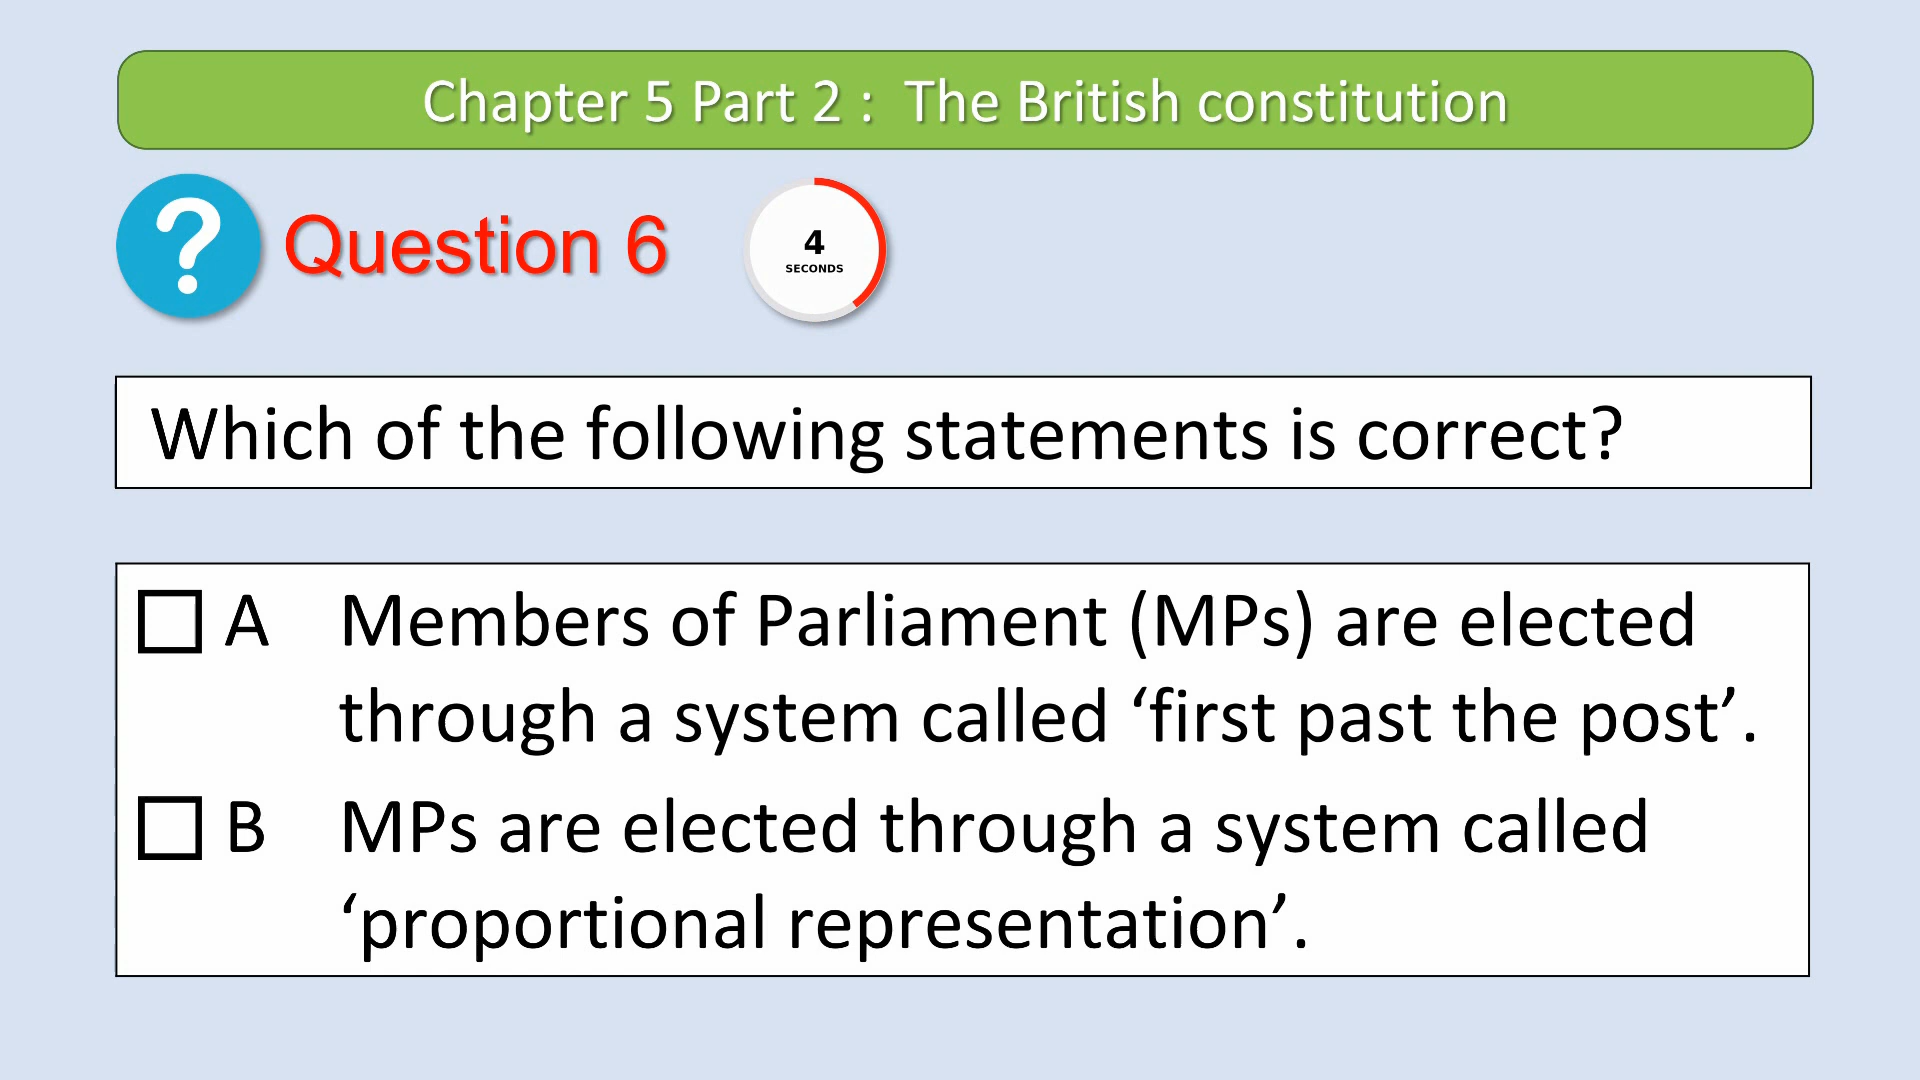 Chapter 5 Part 2 : The British constitution
?
Question 6
4
SECONDS
Which of the following statements is correct?
A Members of Parliament (MPs) are elected
through a system called ‘first past the post’.
B MPs are elected through a system called
‘proportional representation’.